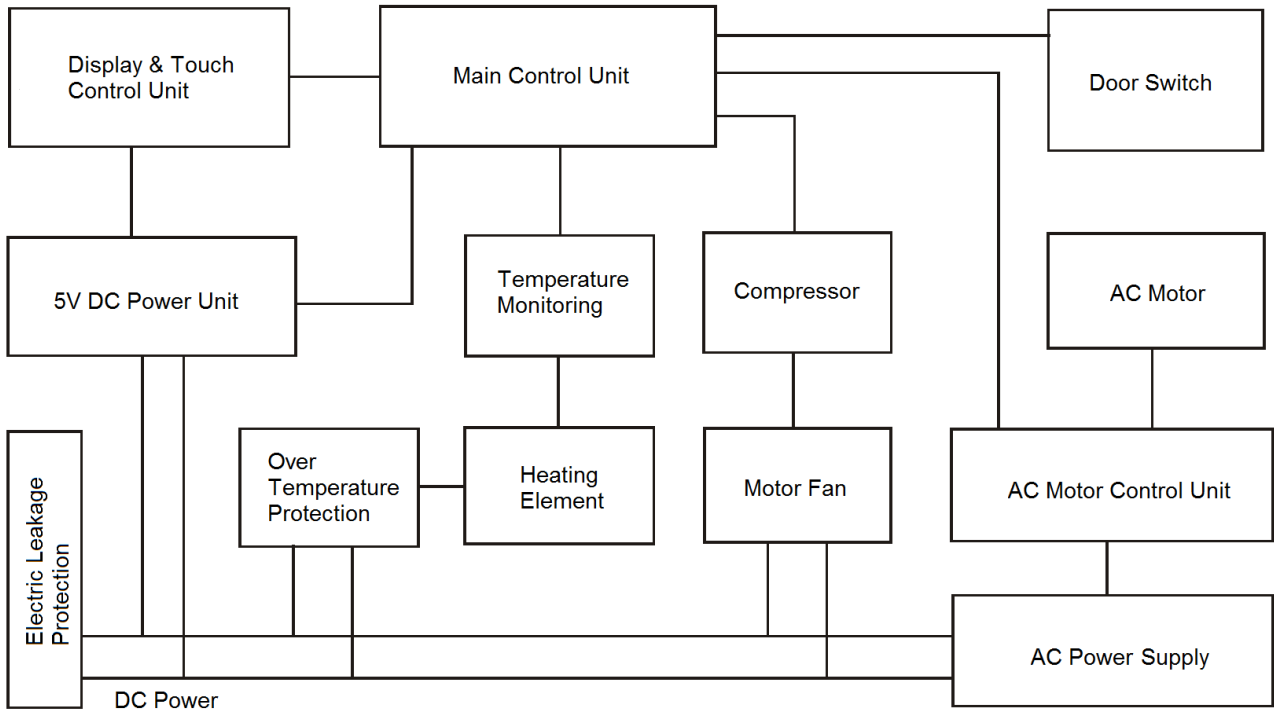 Display & Touch
Control Unit
Main Control Unit
Door Switch
5V DC Power Unit
Temperature
Monitoring
Compressor
AC Motor
Over
Temperature
Protection
Heating
Element
Motor Fan
AC Motor Control Unit
Electric Leakage
Protection
AC Power Supply
DC Power